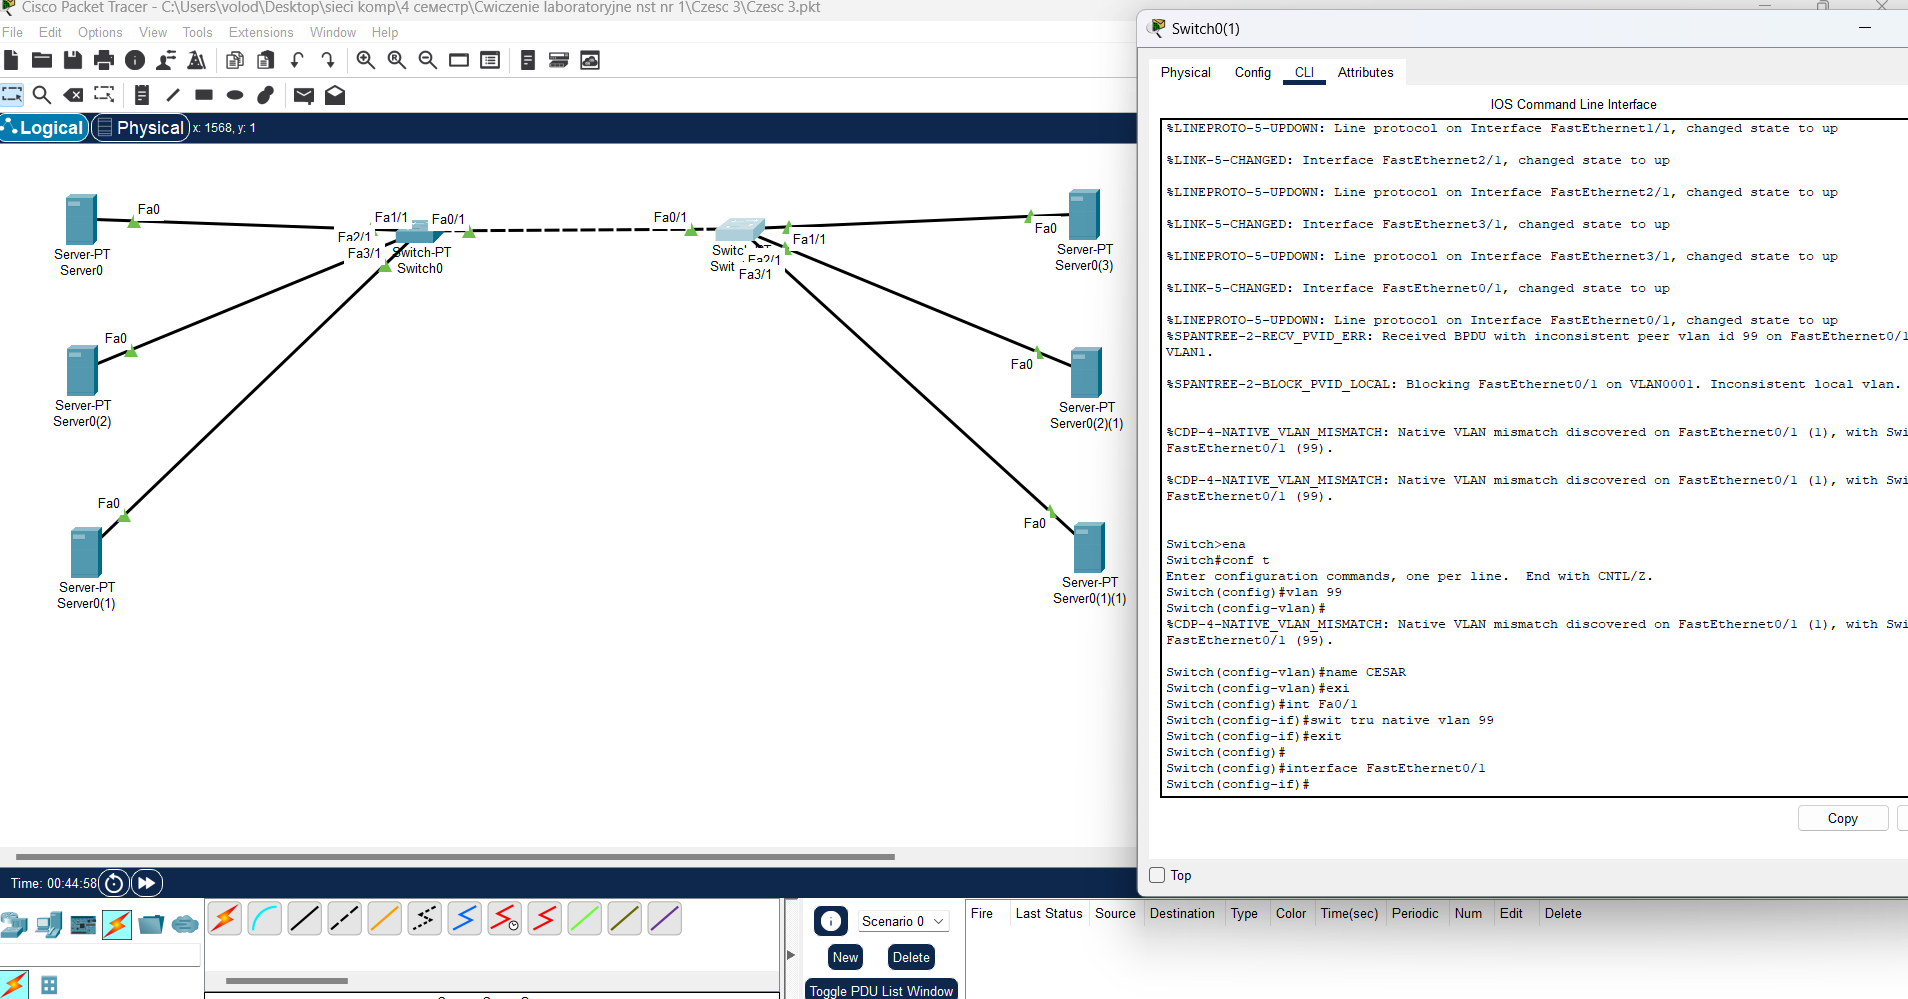 Cisco Packet Tracer - C:\Users\volod\Desktop\sieci komp\4 семестр\Cwiczenie laboratoryjne nst nr 1\Czesc 3\Czesc 3.pkt
File Edit Options View Tools Extensions Window Help
Logical Physical x: 1568, y: 1
Fa0
Server-PT
Server0
Fa1/1 Fa0/1
Fa2/1
Fa3/1 Switch-PT
Switch0
Fa0/1
Fa1/1
Fa2/1
Swit
Fa3/1
Fa0
Server-PT
Server0(3)
Fa0
Server-PT
Server0(2)
Fa0
Server-PT
Server0(2)(1)
Fa0
Server-PT
Server0(1)
Fa0
Server-PT
Server0(1)(1)
Switch0(1)
Physical Config CLI Attributes
IOS Command Line Interface
%LINEPROTO-5-UPDOWN: Line protocol on Interface FastEthernet1/1, changed state to up
%LINK-5-CHANGED: Interface FastEthernet2/1, changed state to up
%LINEPROTO-5-UPDOWN: Line protocol on Interface FastEthernet2/1, changed state to up
%LINK-5-CHANGED: Interface FastEthernet3/1, changed state to up
%LINEPROTO-5-UPDOWN: Line protocol on Interface FastEthernet3/1, changed state to up
%LINK-5-CHANGED: Interface FastEthernet0/1, changed state to up
%LINEPROTO-5-UPDOWN: Line protocol on Interface FastEthernet0/1, changed state to up
%SPANTREE-2-RECV_PVID_ERR: Received BPDU with inconsistent peer vlan id 99 on FastEthernet0/1
VLAN1.
%SPANTREE-2-BLOCK_PVID_LOCAL: Blocking FastEthernet0/1 on VLAN0001. Inconsistent local vlan.
%CDP-4-NATIVE_VLAN_MISMATCH: Native VLAN mismatch discovered on FastEthernet0/1 (1), with Swi
FastEthernet0/1 (99).
%CDP-4-NATIVE_VLAN_MISMATCH: Native VLAN mismatch discovered on FastEthernet0/1 (1), with Swi
FastEthernet0/1 (99).
Switch>ena
Switch#conf t
Enter configuration commands, one per line.  End with CNTL/Z.
Switch(config)#vlan 99
Switch(config-vlan)#
%CDP-4-NATIVE_VLAN_MISMATCH: Native VLAN mismatch discovered on FastEthernet0/1 (1), with Swi
FastEthernet0/1 (99).
Switch(config-vlan)#name CESAR
Switch(config-vlan)#exi
Switch(config)#int Fa0/1
Switch(config-if)#swit tru native vlan 99
Switch(config-if)#exit
Switch(config)#
Switch(config)#interface FastEthernet0/1
Switch(config-if)#
Copy
Top
Time: 00:44:58
Scenario 0
New Delete
Toggle PDU List Window
Fire Last Status Source Destination Type Color Time(sec) Periodic Num Edit Delete